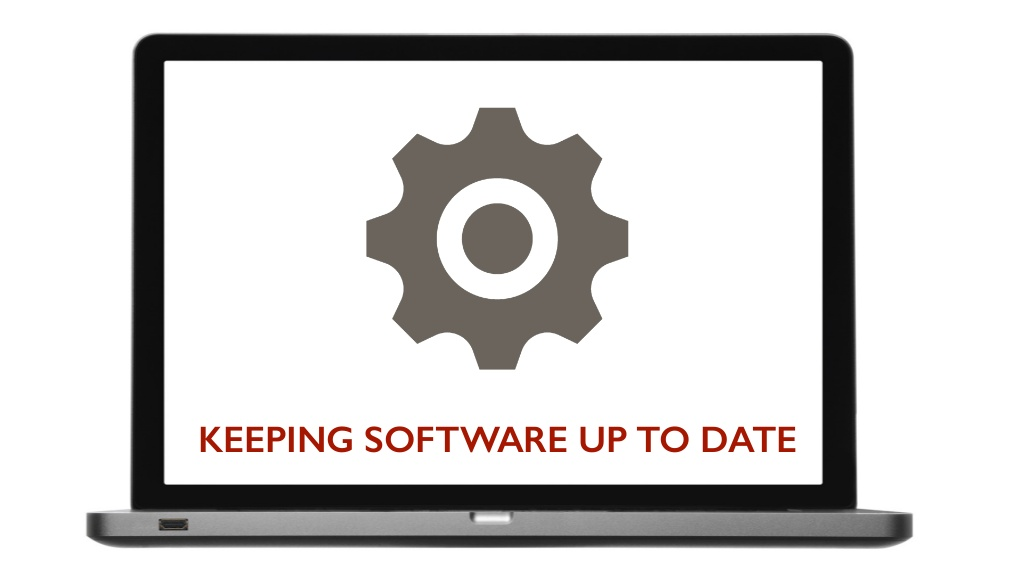 KEEPING SOFTWARE UP TO DATE